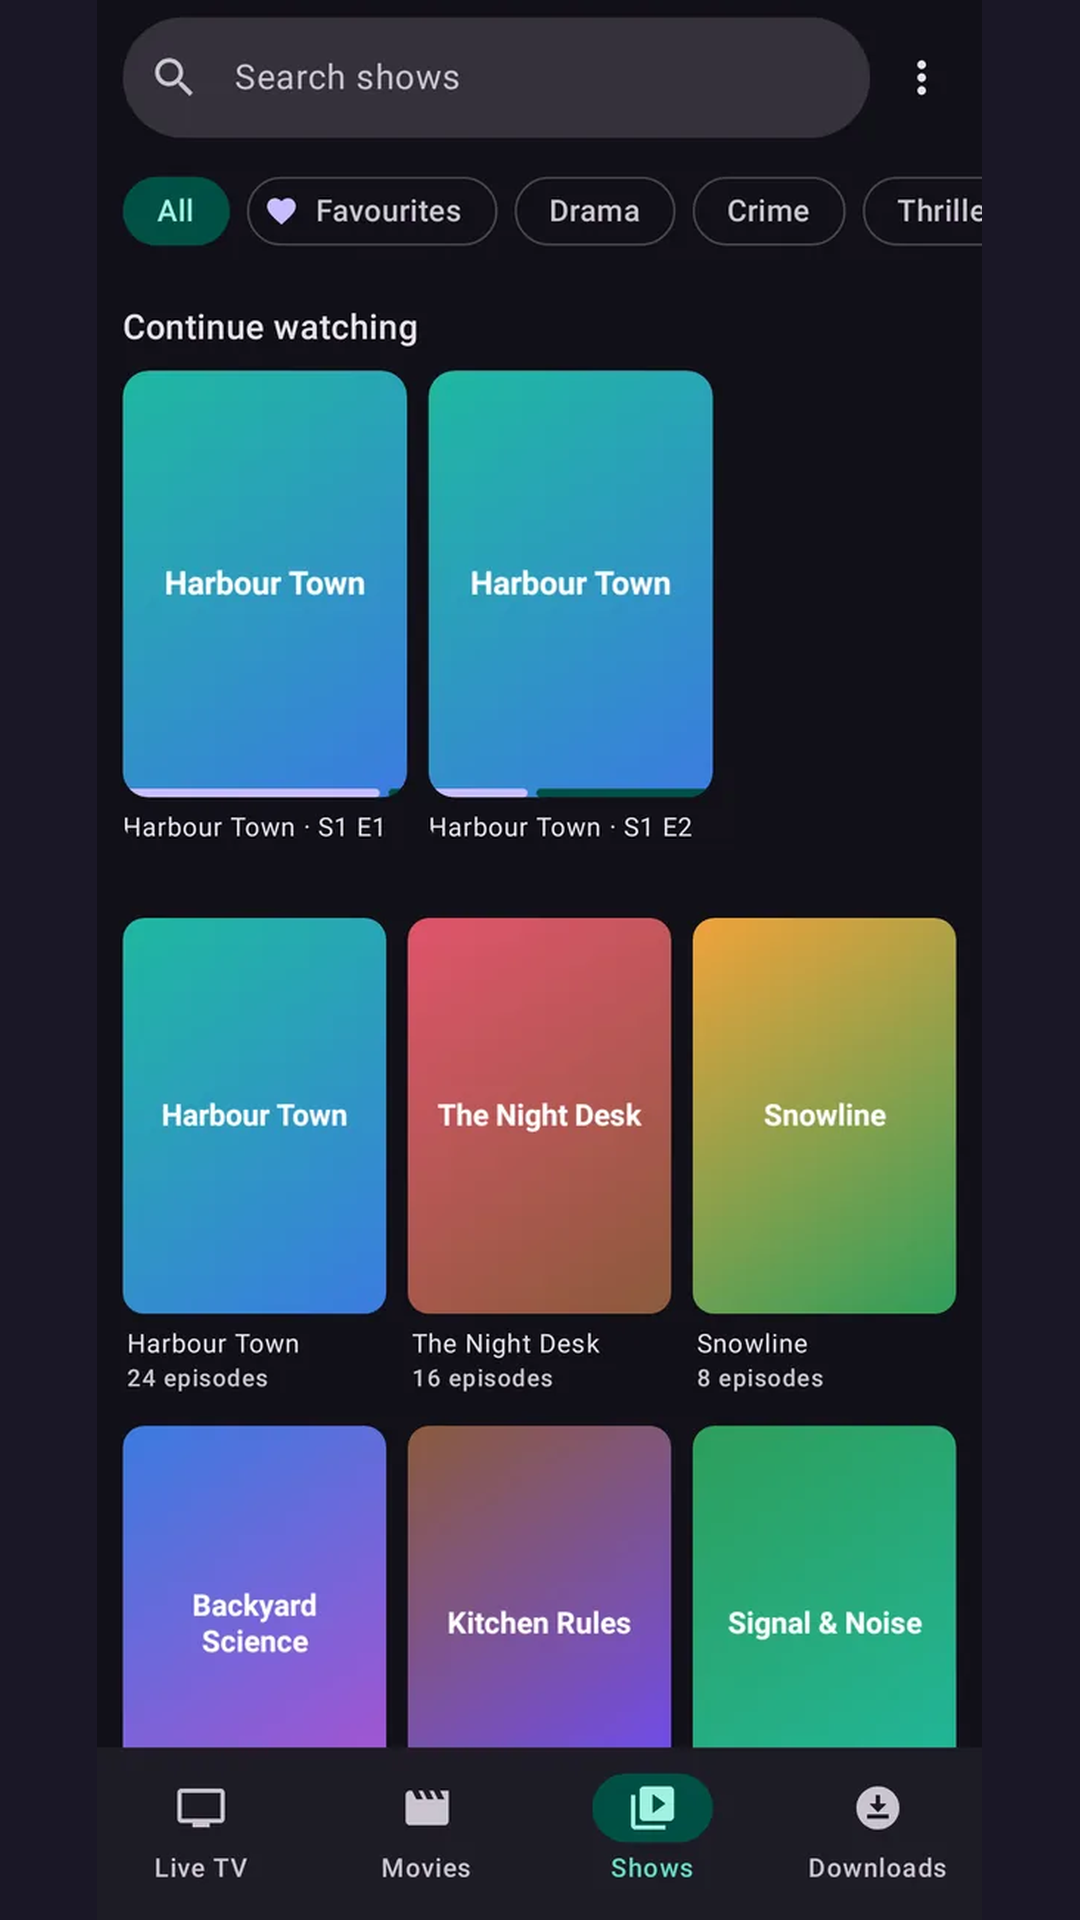 Search shows
All
Favourites
Drama
Crime
Thrille
Continue watching
Harbour Town
Harbour Town
Harbour Town · S1 E1
Harbour Town · S1 E2
Harbour Town
The Night Desk
Snowline
Harbour Town
The Night Desk
Snowline
24 episodes
16 episodes
8 episodes
Backyard
Science
Kitchen Rules
Signal & Noise
Live TV
Movies
Shows
Downloads